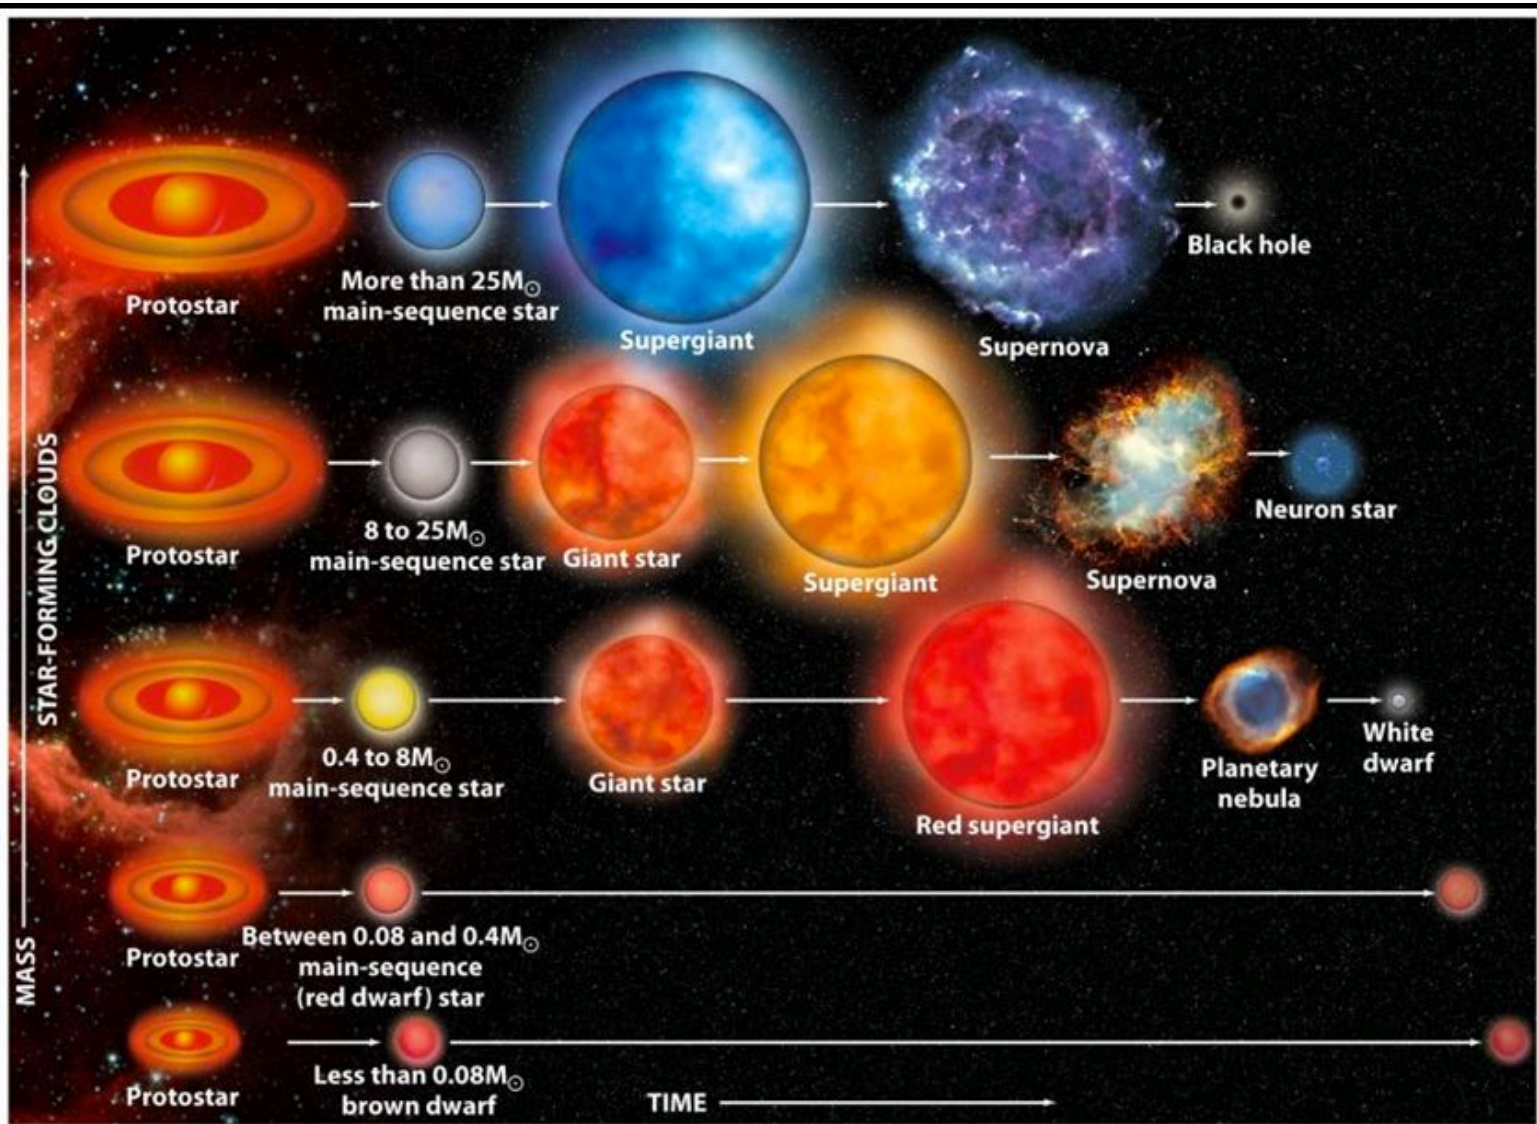 Protostar
More than 25M☉
main-sequence star
Supergiant
Supernova
Black hole
Protostar
8 to 25M☉
main-sequence star
Giant star
Supergiant
Supernova
Neuron star
Protostar
0.4 to 8M☉
main-sequence star
Giant star
Red supergiant
Planetary
nebula
White
dwarf
Protostar
Between 0.08 and 0.4M☉
main-sequence
(red dwarf) star
Protostar
Less than 0.08M☉
brown dwarf
STAR-FORMING CLOUDS
MASS
TIME